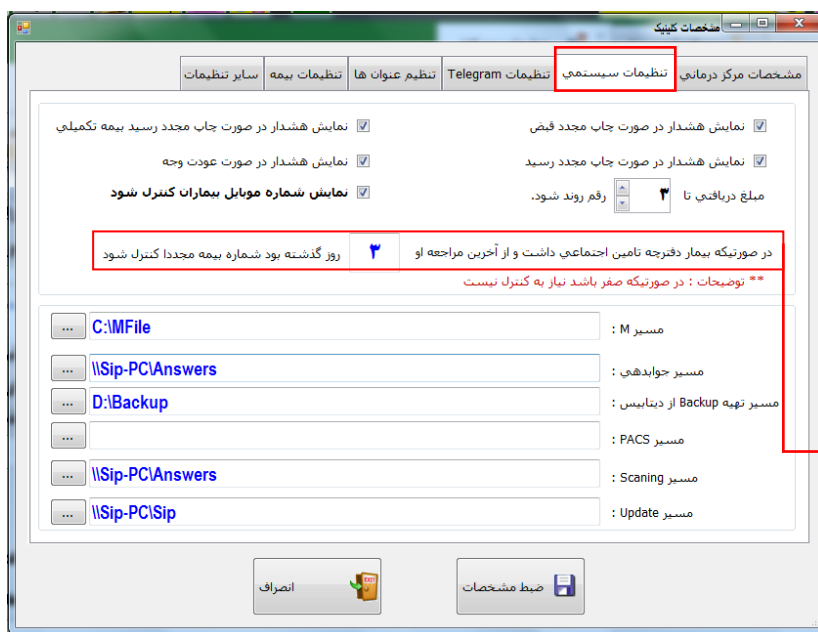 مشخصات کلینیک
مشخصات مرکز درماني تنظیمات سیستمي تنظیمات Telegram تنظیم عنوان ها تنظیمات بیمه سایر تنظیمات
نمایش هشدار در صورت چاپ مجدد قبض
نمایش هشدار در صورت چاپ مجدد رسید بیمه تکمیلي
نمایش هشدار در صورت چاپ مجدد رسید
نمایش هشدار در صورت عودت وجه
مبلغ دریافتي تا ۳ رقم روند شود.
نمایش شماره موبایل بیماران کنترل شود
در صورتیکه بیمار دفترچه تامین اجتماعي داشت و از آخرین مراجعه او ۳ روز گذشته بود شماره بیمه مجددا کنترل شود
** توضیحات : در صورتیکه صفر باشد نیاز به کنترل نیست
مسیر M : C:\MFile ...
مسیر جوابدهي : \\Sip-PC\Answers ...
مسیر تهیه Backup از دیتابیس : D:\Backup ...
مسیر PACS : ...
مسیر Scaning : \\Sip-PC\Answers ...
مسیر Update : \\Sip-PC\Sip ...
ضبط مشخصات انصراف
EXIT